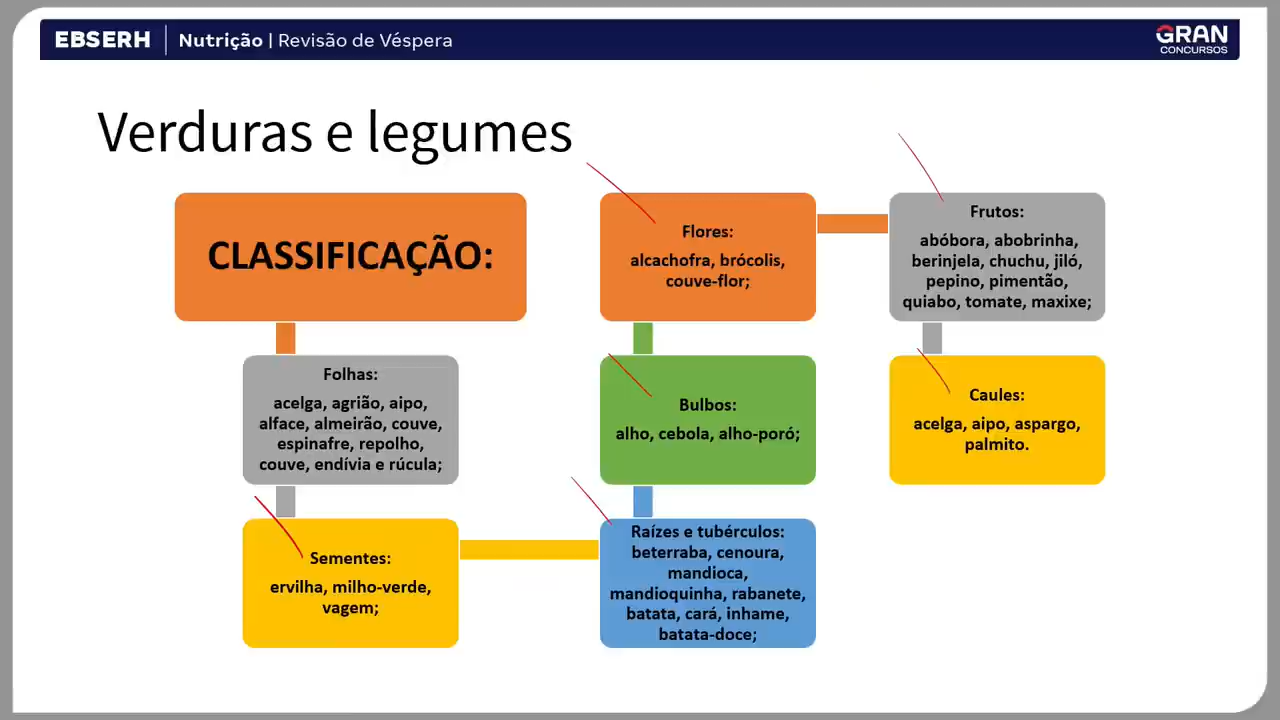 EBSERH | Nutrição | Revisão de Véspera
GRAN
CONCURSOS
Verduras e legumes
CLASSIFICAÇÃO:
Folhas:
acelga, agrião, aipo,
alface, almeirão, couve,
espinafre, repolho,
couve, endívia e rúcula;
Sementes:
ervilha, milho-verde,
vagem;
Raízes e tubérculos:
beterraba, cenoura,
mandioca,
mandioquinha, rabanete,
batata, cará, inhame,
batata-doce;
Bulbos:
alho, cebola, alho-poró;
Flores:
alcachofra, brócolis,
couve-flor;
Frutos:
abóbora, abobrinha,
berinjela, chuchu, jiló,
pepino, pimentão,
quiabo, tomate, maxixe;
Caules:
acelga, aipo, aspargo,
palmito.